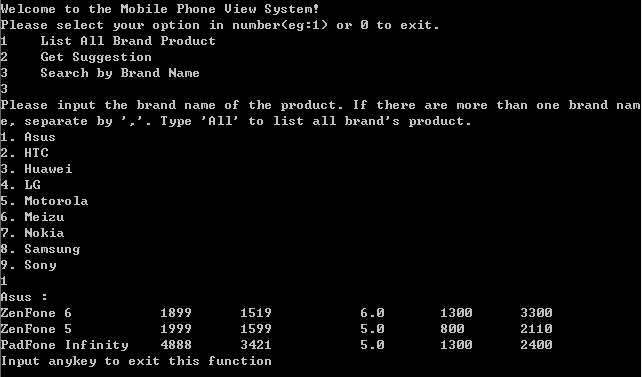 Welcome to the Mobile Phone View System!
Please select your option in number(eg:1) or 0 to exit.
1    List All Brand Product
2    Get Suggestion
3    Search by Brand Name
3
Please input the brand name of the product. If there are more than one brand nam
e, separate by ','. Type 'All' to list all brand's product.
1. Asus
2. HTC
3. Huawei
4. LG
5. Motorola
6. Meizu
7. Nokia
8. Samsung
9. Sony
1
Asus :
ZenFone 6           1899      1519           6.0       1300      3300
ZenFone 5           1999      1599           5.0       800       2110
PadFone Infinity    4888      3421           5.0       1300      2400
Input anykey to exit this function